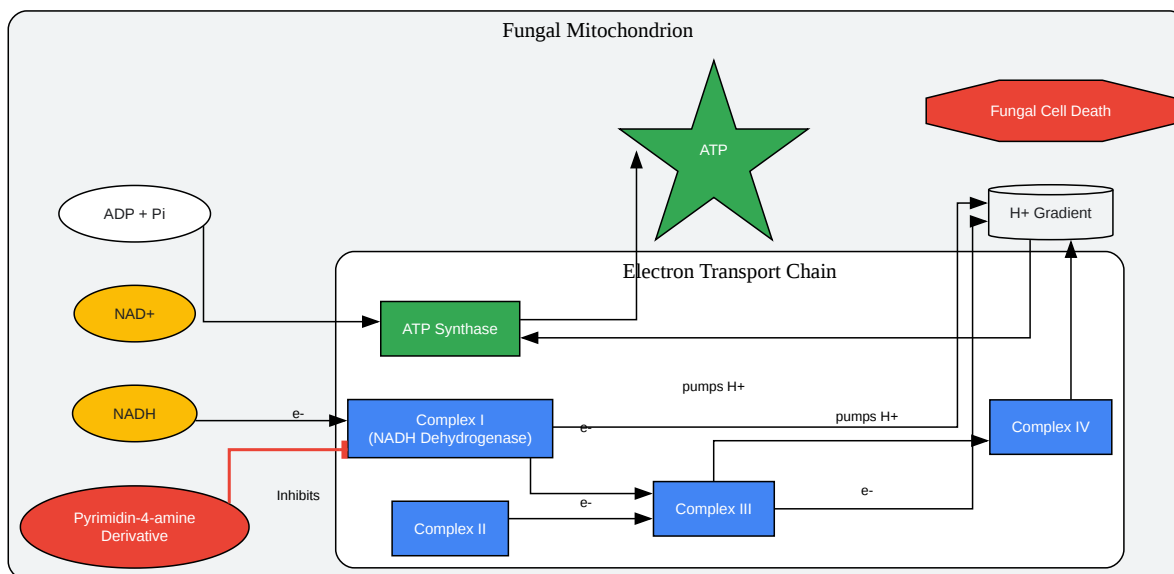 Fungal Mitochondrion
Fungal Cell Death
ATP
ADP + Pi
H+ Gradient
Electron Transport Chain
NAD+
ATP Synthase
pumps H+
NADH
e-
Complex I
(NADH Dehydrogenase)
e-
pumps H+
Complex IV
Inhibits
e-
e-
Pyrimidin-4-amine
Derivative
Complex II
Complex III